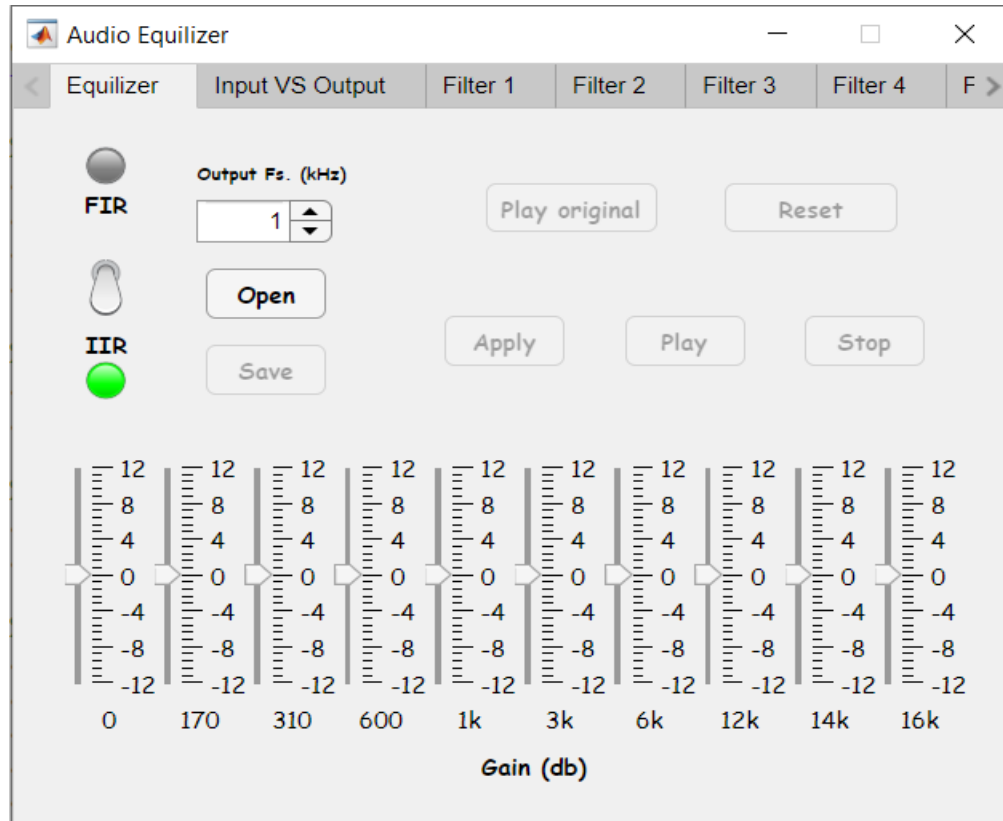 Audio Equilizer
Equilizer Input VS Output Filter 1 Filter 2 Filter 3 Filter 4 F
Output Fs. (kHz)
FIR
1
Play original Reset
Open
IIR
Apply Play Stop
Save
12 12 12 12 12 12 12 12 12 12
8 8 8 8 8 8 8 8 8 8
4 4 4 4 4 4 4 4 4 4
0 0 0 0 0 0 0 0 0 0
-4 -4 -4 -4 -4 -4 -4 -4 -4 -4
-8 -8 -8 -8 -8 -8 -8 -8 -8 -8
-12 -12 -12 -12 -12 -12 -12 -12 -12 -12
0 170 310 600 1k 3k 6k 12k 14k 16k
Gain (db)